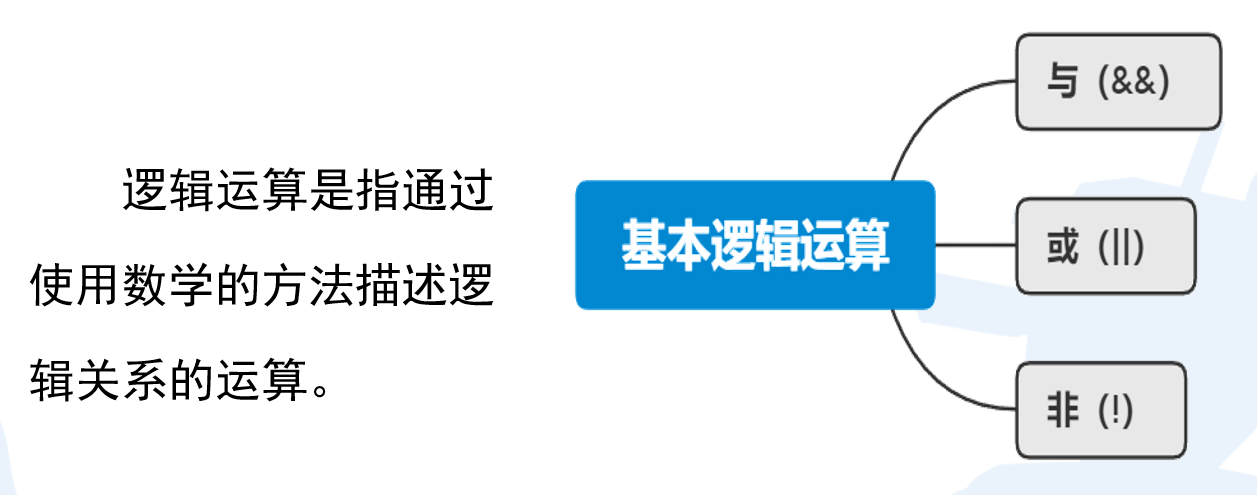 逻辑运算是指通过
使用数学的方法描述逻
辑关系的运算。
基本逻辑运算
与 (&&)
或 (||)
非 (!)